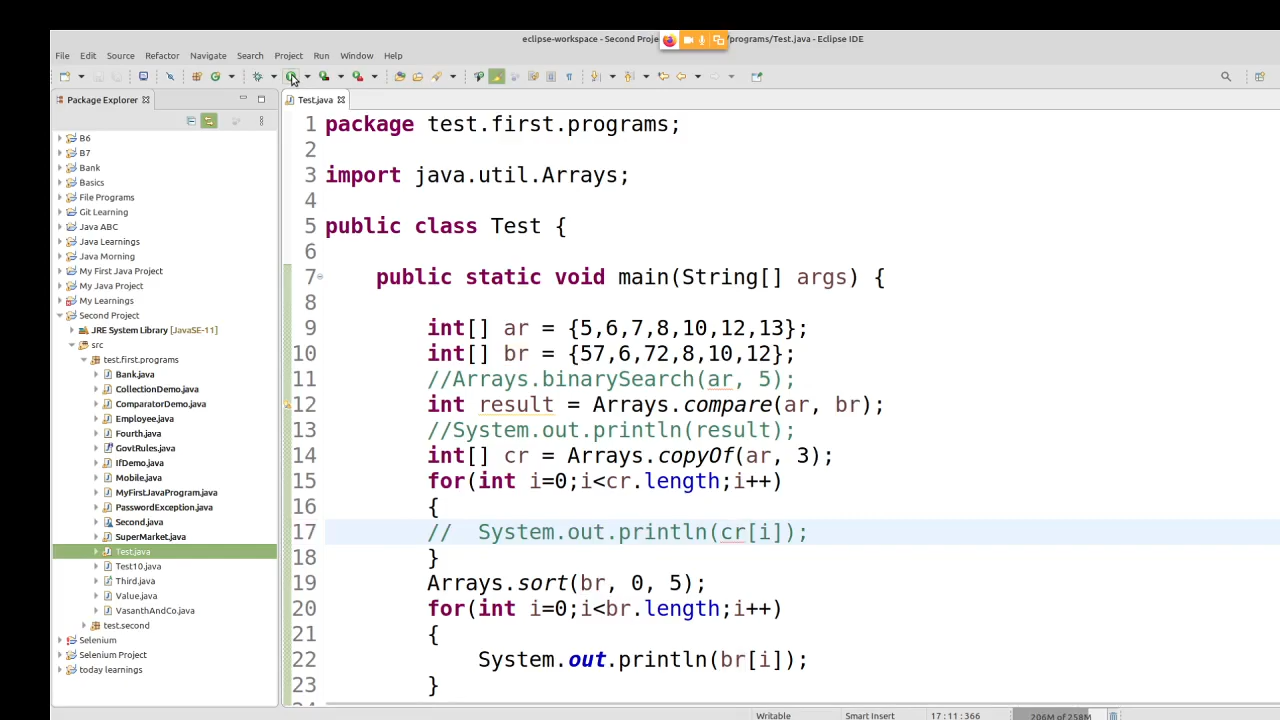 eclipse-workspace - Second Proje /programs/Test.java - Eclipse IDE
File Edit Source Refactor Navigate Search Project Run Window Help
Package Explorer
Test.java
B6
B7
Bank
Basics
File Programs
Git Learning
Java ABC
Java Learnings
Java Morning
My First Java Project
My Java Project
My Learnings
Second Project
JRE System Library [JavaSE-11]
src
test.first.programs
Bank.java
CollectionDemo.java
ComparatorDemo.java
Employee.java
Fourth.java
GovtRules.java
IfDemo.java
Mobile.java
MyFirstJavaProgram.java
PasswordException.java
Second.java
SuperMarket.java
Test.java
Test10.java
Third.java
Value.java
VasanthAndCo.java
test.second
Selenium
Selenium Project
today learnings
1 package test.first.programs;
2
3 import java.util.Arrays;
4
5 public class Test {
6
7 public static void main(String[] args) {
8
9 int[] ar = {5,6,7,8,10,12,13};
10 int[] br = {57,6,72,8,10,12};
11 //Arrays.binarySearch(ar, 5);
12 int result = Arrays.compare(ar, br);
13 //System.out.println(result);
14 int[] cr = Arrays.copyOf(ar, 3);
15 for(int i=0;i<cr.length;i++)
16 {
17 // System.out.println(cr[i]);
18 }
19 Arrays.sort(br, 0, 5);
20 for(int i=0;i<br.length;i++)
21 {
22 System.out.println(br[i]);
23 }
Writable Smart Insert 17:11:366 206M of 258M